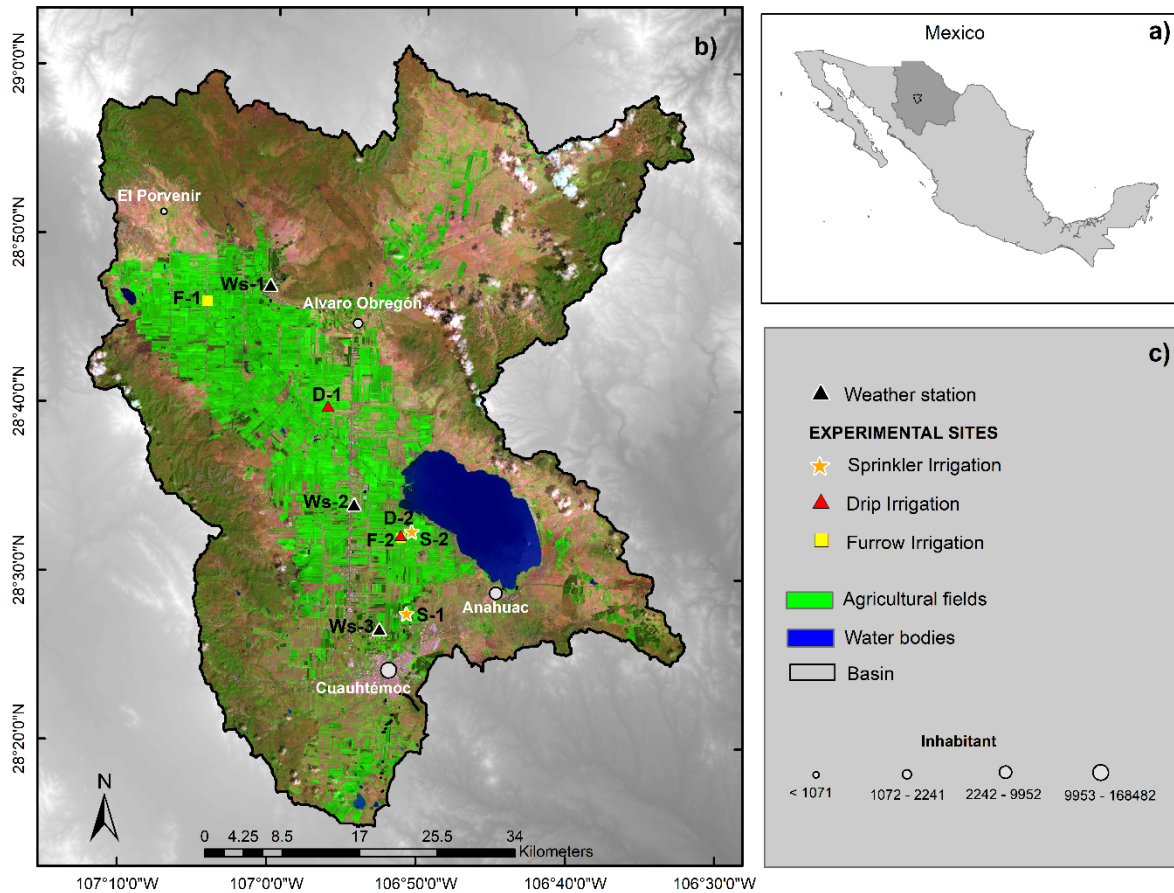 b)
29°0'0"N
28°50'0"N
28°40'0"N
28°30'0"N
28°20'0"N
El Porvenir
Ws-1
F-1
Alvaro Obregón
D-1
Ws-2
D-2
F-2
S-2
Anahuac
S-1
Ws-3
Cuauhtémoc
N
0 4.25 8.5 17 25.5 34
Kilometers
107°10'0"W 107°0'0"W 106°50'0"W 106°40'0"W 106°30'0"W
a)
Mexico
c)
Weather station
EXPERIMENTAL SITES
Sprinkler Irrigation
Drip Irrigation
Furrow Irrigation
Agricultural fields
Water bodies
Basin
Inhabitant
< 1071 1072 - 2241 2242 - 9952 9953 - 168482